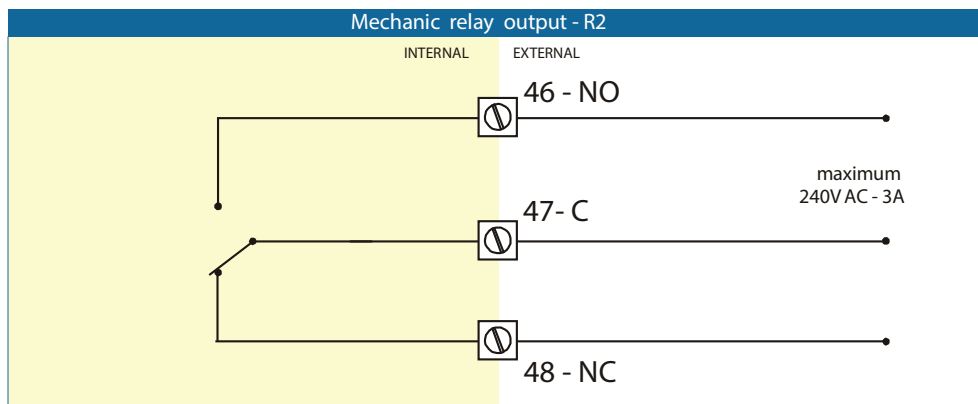 Mechanic relay output - R2
INTERNAL EXTERNAL
46 - NO
maximum
240V AC - 3A
47- C
48 - NC